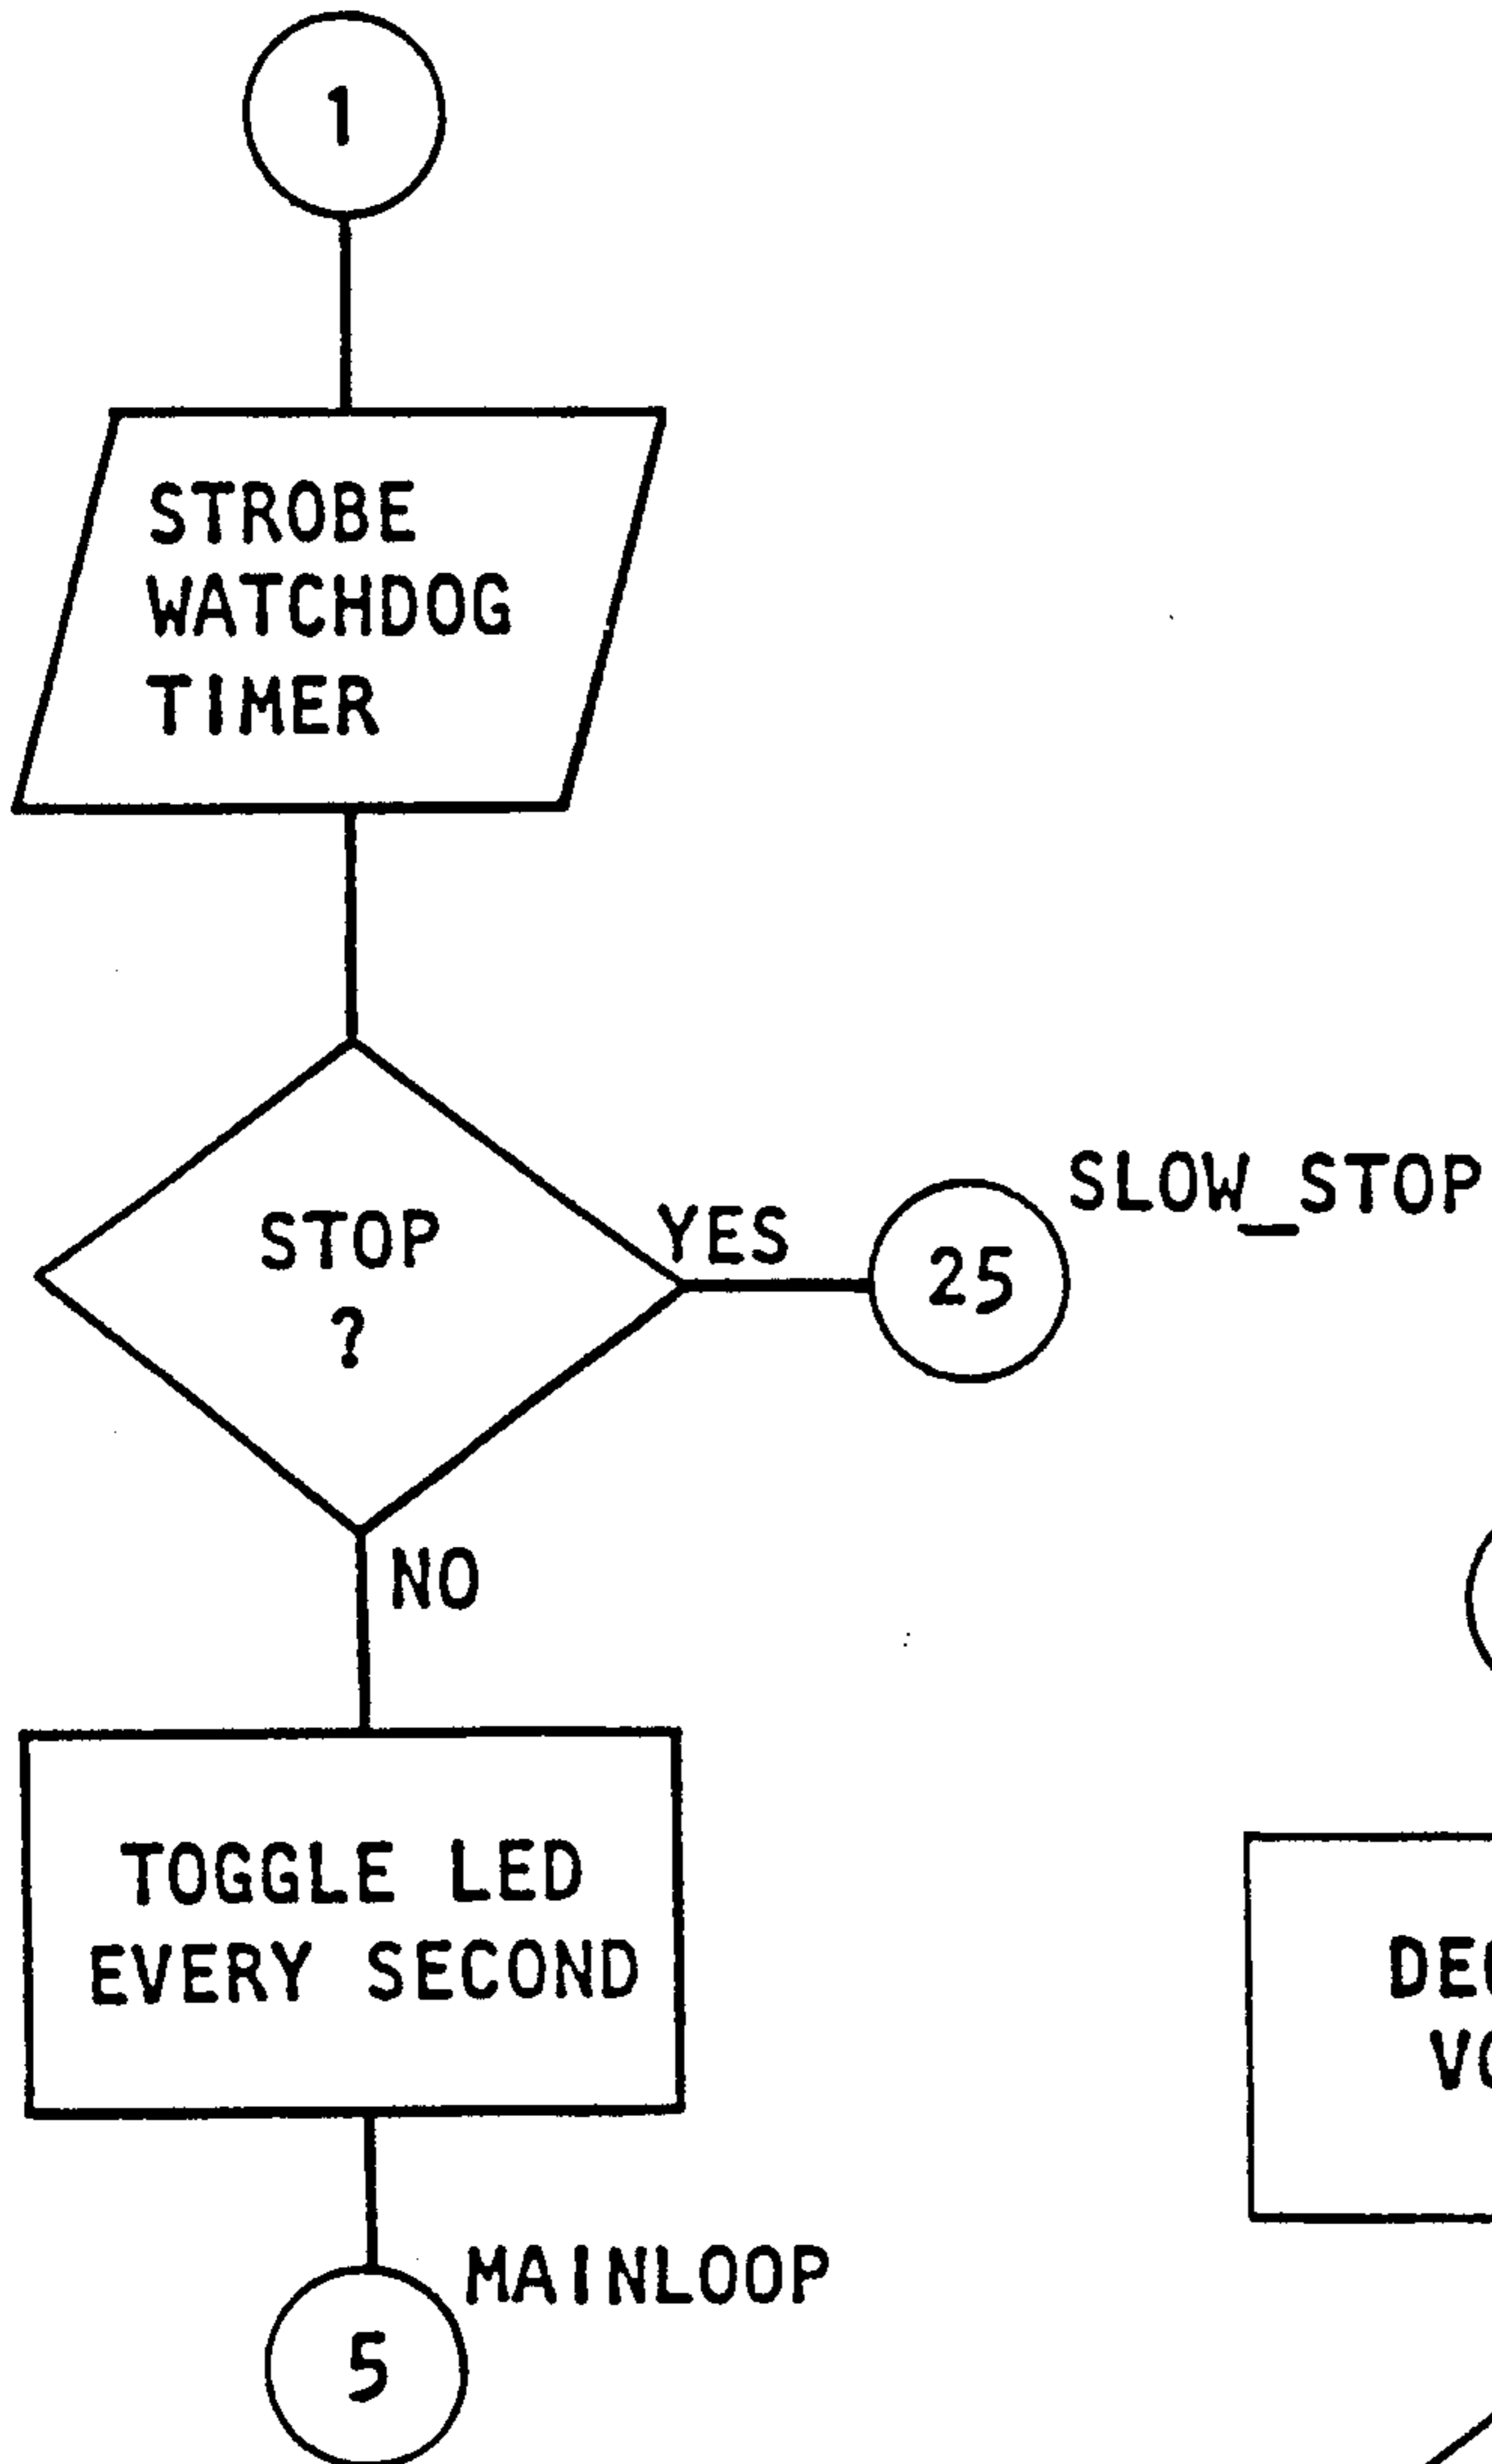 1
STROBE
WATCHDOG
TIMER
STOP
?
YES
25
SLOW_STOP
NO
TOGGLE LED
EVERY SECOND
MAINLOOP
5